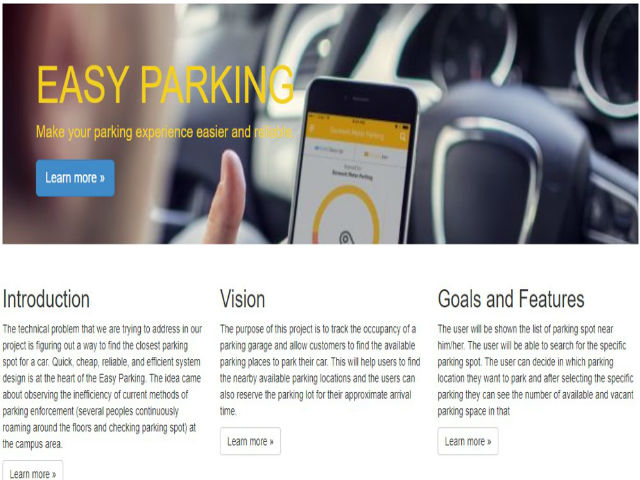 EASY PARKING
Make your parking experience easier and reliable.
Learn more »
Denmark Meter Parking
Denmark Meter Parking
Introduction
The technical problem that we are trying to address in our
project is figuring out a way to find the closest parking
spot for a car. Quick, cheap, reliable, and efficient system
design is at the heart of the Easy Parking. The idea came
about observing the inefficiency of current methods of
parking enforcement (several peoples continuously
roaming around the floors and checking parking spot) at
the campus area.
Learn more »
Vision
The purpose of this project is to track the occupancy of a
parking garage and allow customers to find the available
parking places to park their car. This will help users to find
the nearby available parking locations and the users can
also reserve the parking lot for their approximate arrival
time.
Learn more »
Goals and Features
The user will be shown the list of parking spot near
him/her. The user will be able to search for the specific
parking spot. The user can decide in which parking
location they want to park and after selecting the specific
parking they can see the number of available and vacant
parking space in that
Learn more »